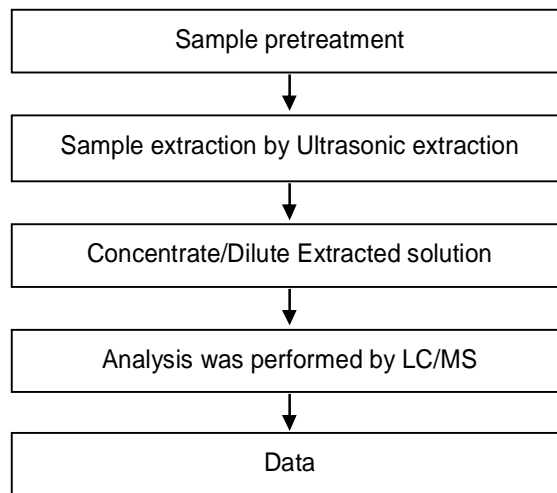 Sample pretreatment
Sample extraction by Ultrasonic extraction
Concentrate/Dilute Extracted solution
Analysis was performed by LC/MS
Data